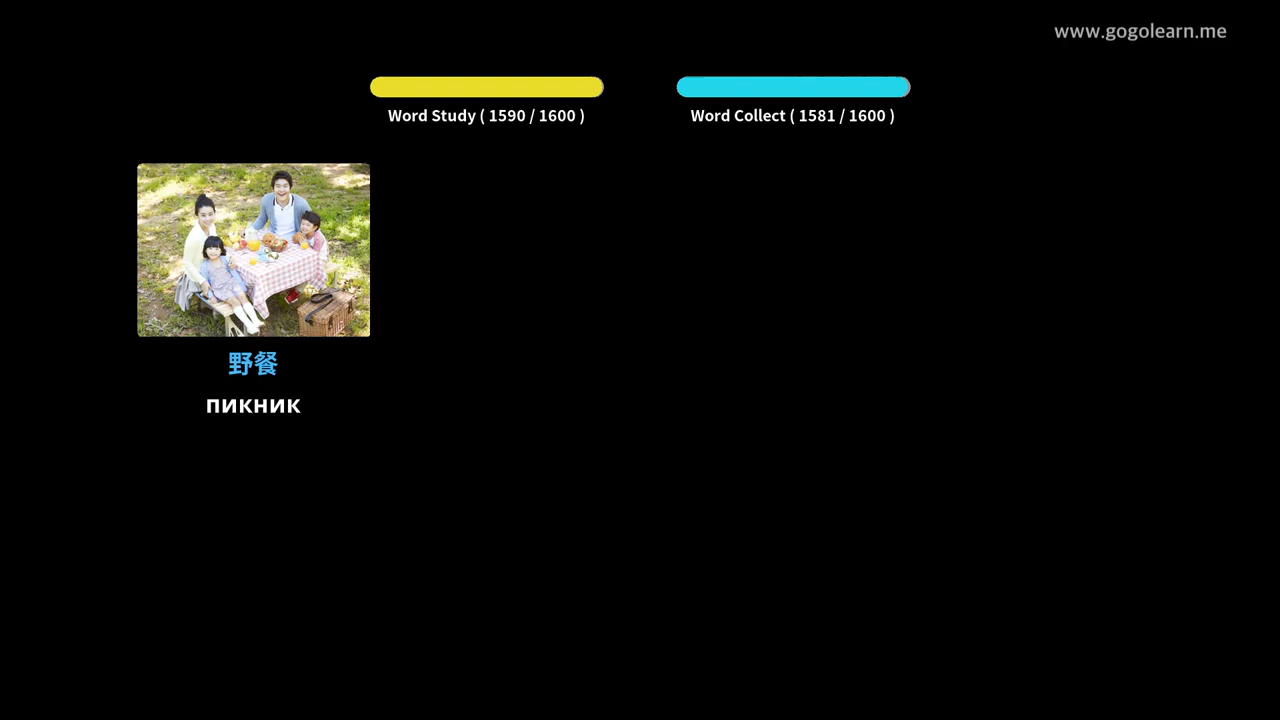 www.gogolearn.me
Word Study ( 1590 / 1600 )
Word Collect ( 1581 / 1600 )
野餐
пикник